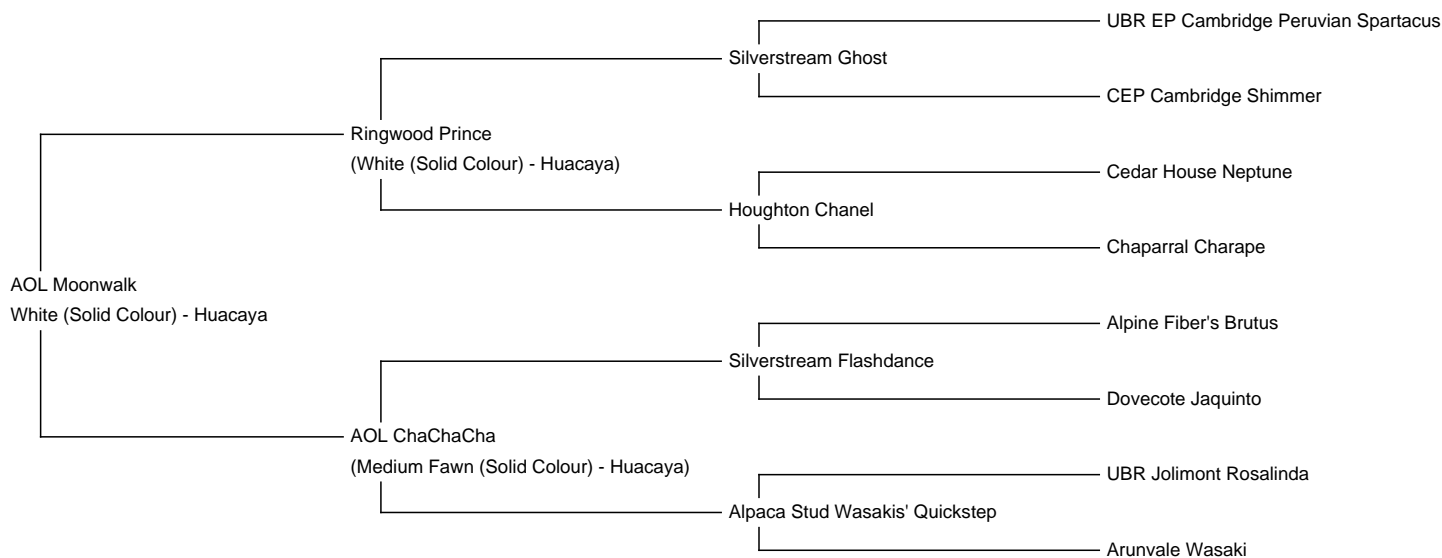 UBR EP Cambridge Peruvian Spartacus
Silverstream Ghost
CEP Cambridge Shimmer
Ringwood Prince
(White (Solid Colour) - Huacaya)
Cedar House Neptune
Houghton Chanel
Chaparral Charape
AOL Moonwalk
White (Solid Colour) - Huacaya
Alpine Fiber's Brutus
Silverstream Flashdance
Dovecote Jaquinto
AOL ChaChaCha
(Medium Fawn (Solid Colour) - Huacaya)
UBR Jolimont Rosalinda
Alpaca Stud Wasakis' Quickstep
Arunvale Wasaki